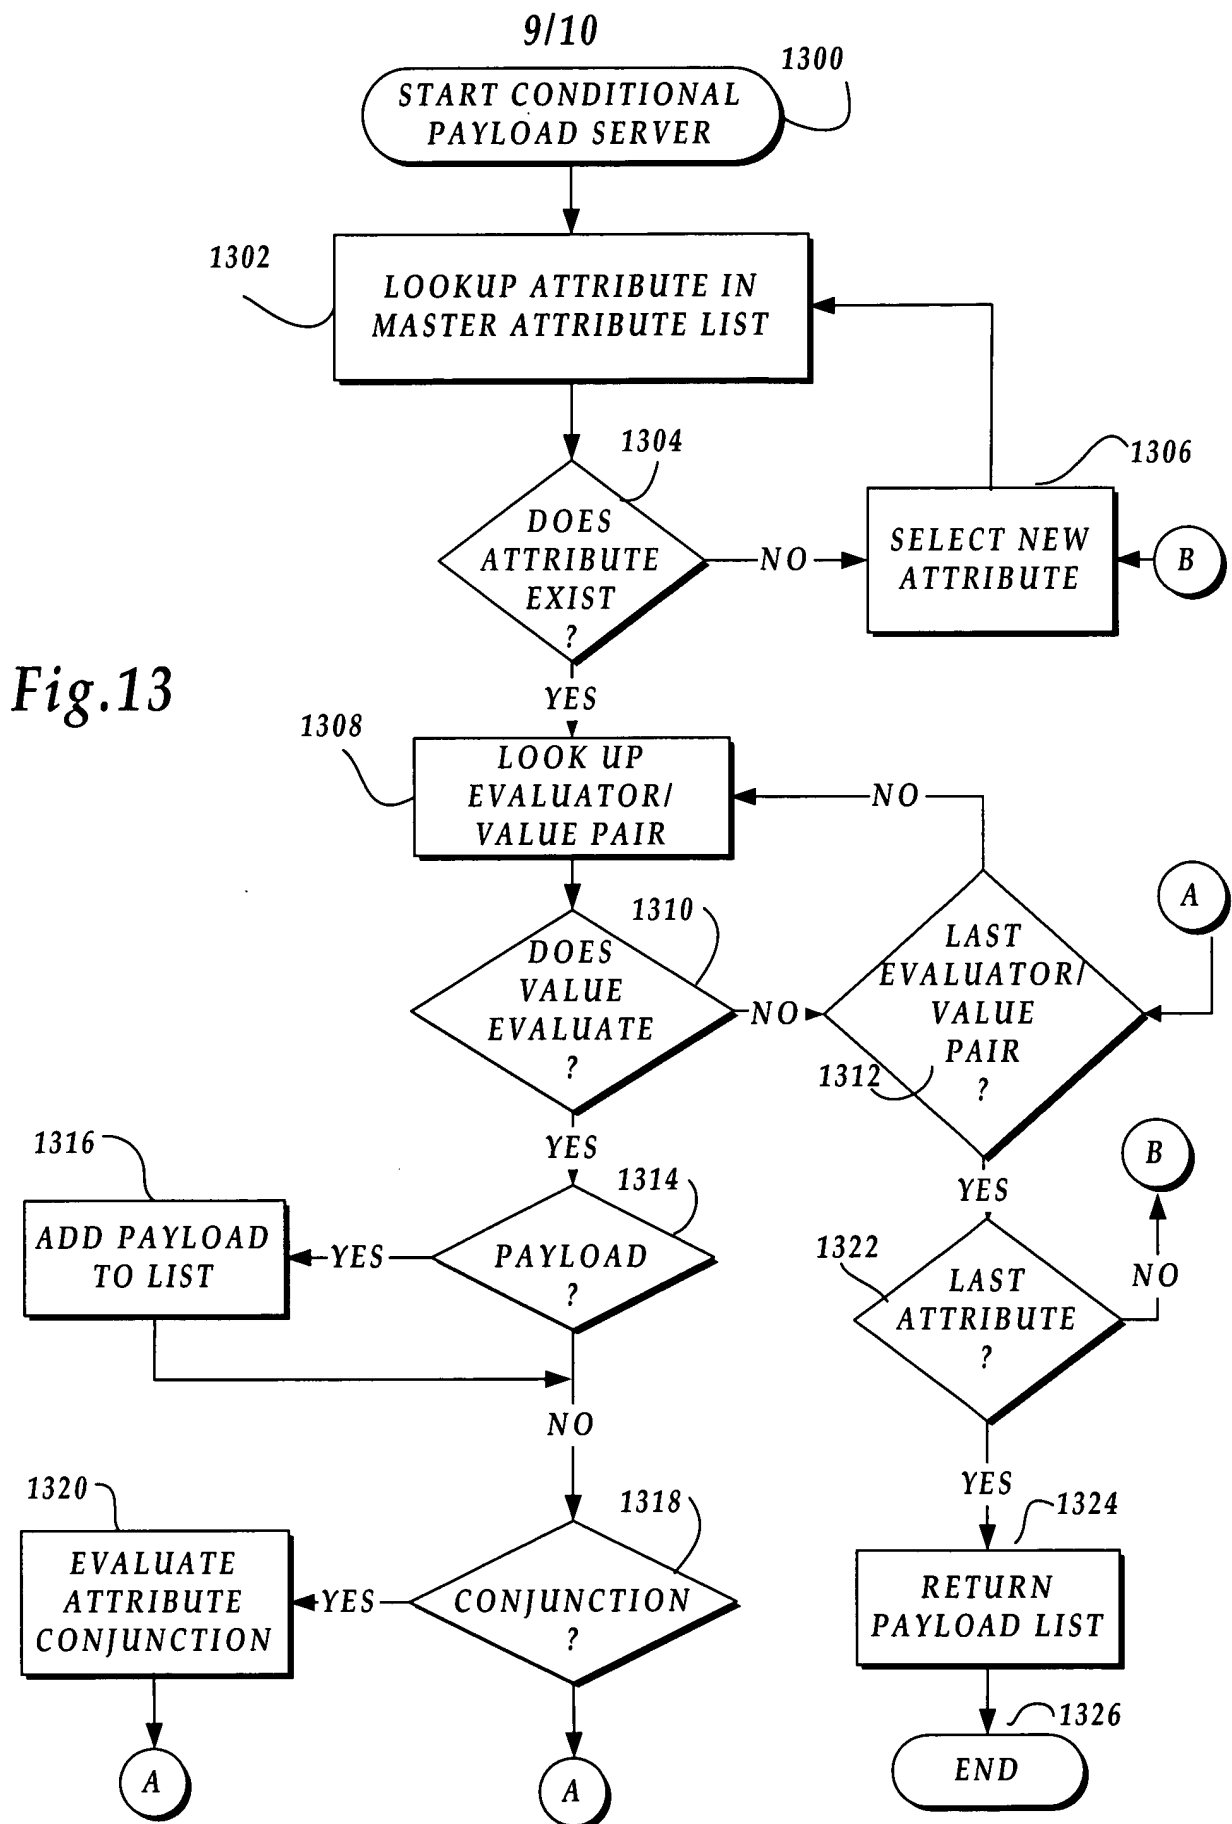 9/10
START CONDITIONAL
PAYLOAD SERVER
1300
1302
LOOKUP ATTRIBUTE IN
MASTER ATTRIBUTE LIST
1304
DOES
ATTRIBUTE
EXIST
?
NO
1306
SELECT NEW
ATTRIBUTE
B
Fig.13
YES
1308
LOOK UP
EVALUATOR/
VALUE PAIR
NO
A
1310
DOES
VALUE
EVALUATE
?
NO
LAST
EVALUATOR/
VALUE
PAIR
?
1312
YES
YES
B
1316
ADD PAYLOAD
TO LIST
YES
1314
PAYLOAD
?
1322
LAST
ATTRIBUTE
?
NO
NO
YES
1320
EVALUATE
ATTRIBUTE
CONJUNCTION
YES
1318
CONJUNCTION
?
1324
RETURN
PAYLOAD LIST
1326
END
A
A